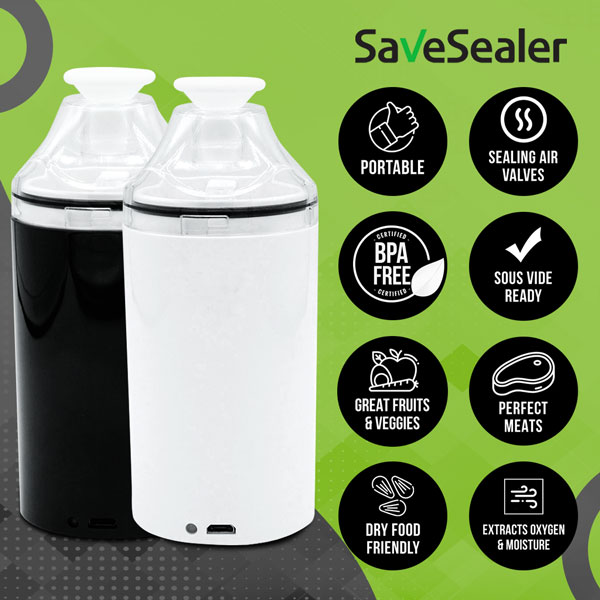 SaveSealer
PORTABLE
SEALING AIR
VALVES
CERTIFIED
BPA
FREE
CERTIFIED
SOUS VIDE
READY
GREAT FRUITS
& VEGGIES
PERFECT
MEATS
DRY FOOD
FRIENDLY
EXTRACTS OXYGEN
& MOISTURE